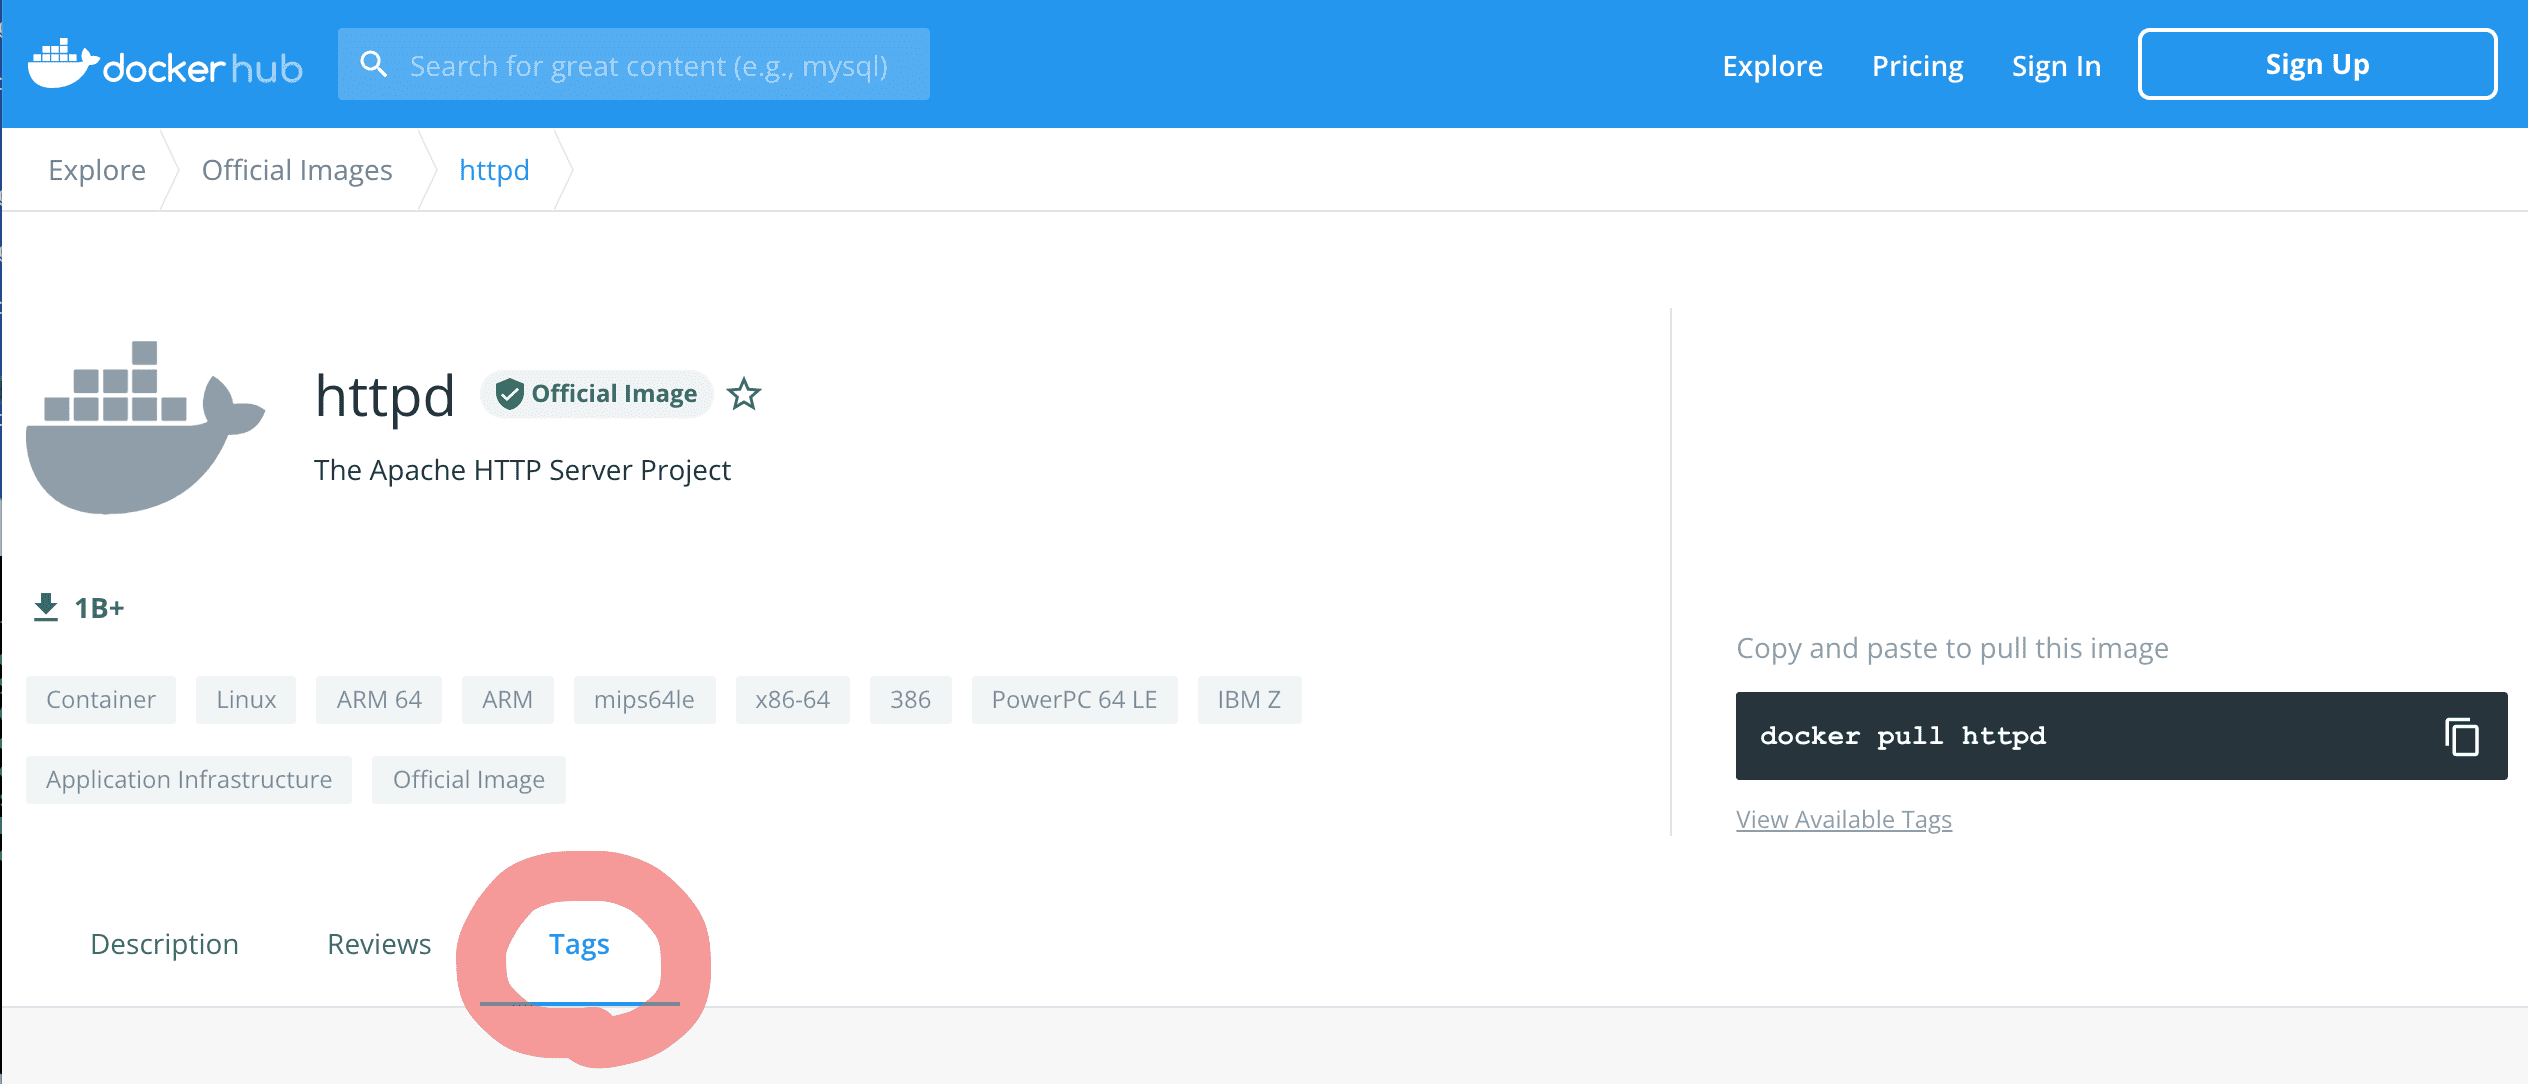 docker hub
Search for great content (e.g., mysql)
Explore Pricing Sign In Sign Up
Explore Official Images httpd
httpd Official Image
The Apache HTTP Server Project
1B+
Container Linux ARM 64 ARM mips64le x86-64 386 PowerPC 64 LE IBM Z
Application Infrastructure Official Image
Copy and paste to pull this image
docker pull httpd
View Available Tags
Description Reviews Tags